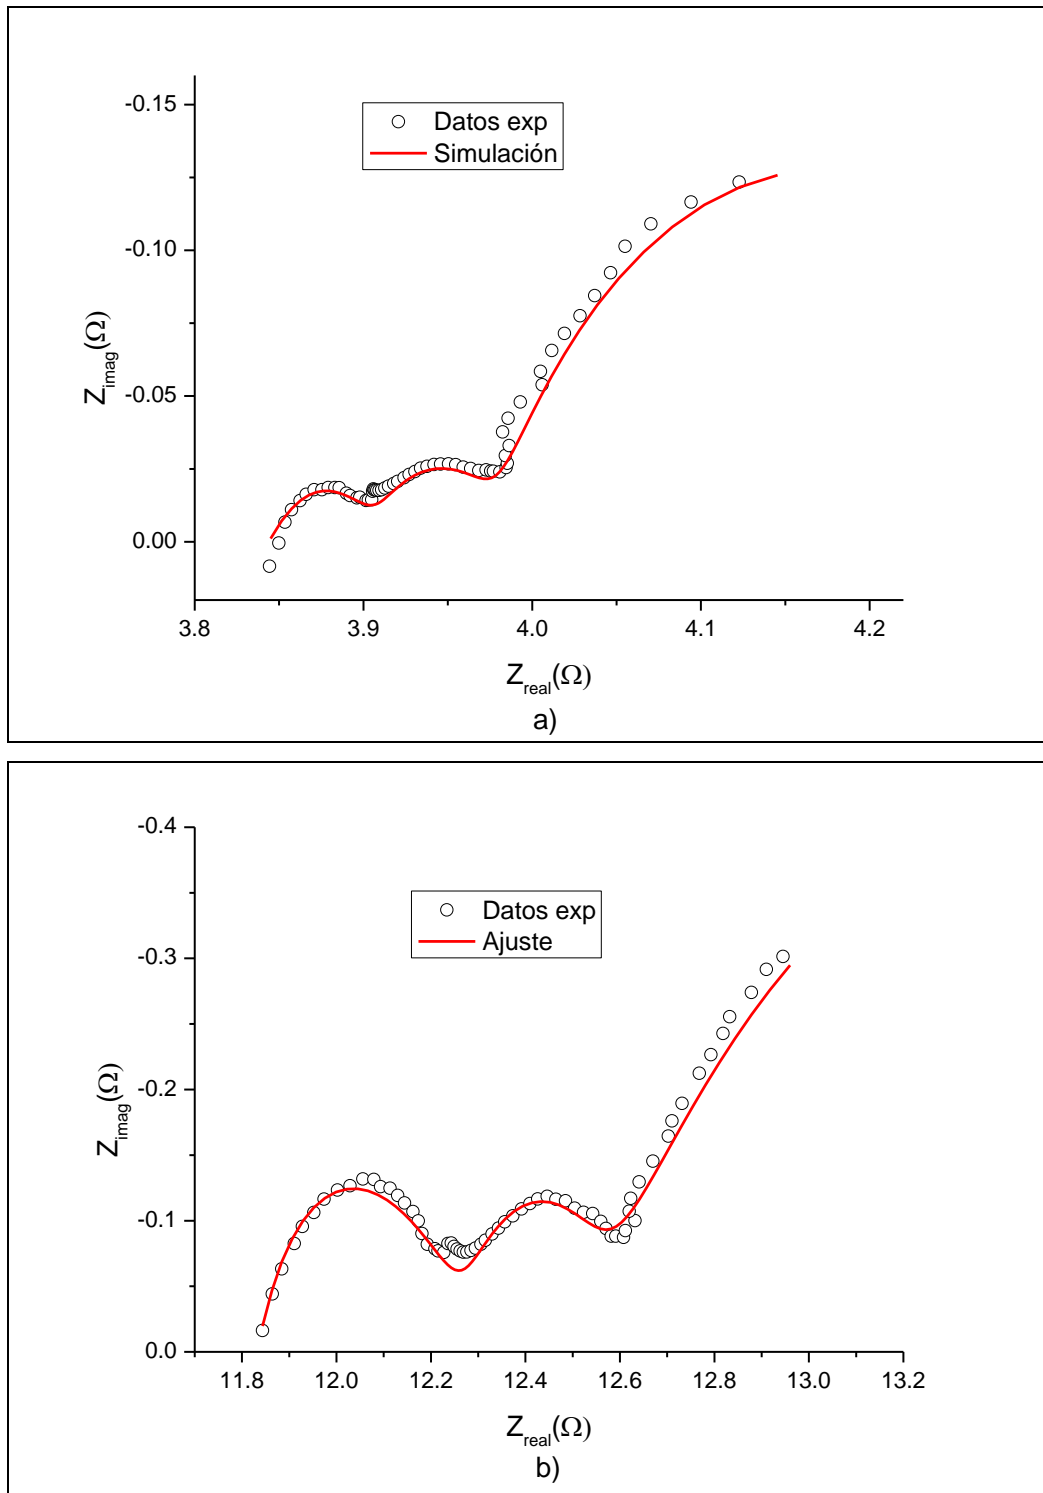 -0.15
Datos exp
Simulación
-0.10
-0.05
0.00
Zimag(Ω)
3.8 3.9 4.0 4.1 4.2
Zreal(Ω)
a)
-0.4
Datos exp
Ajuste
-0.3
-0.2
-0.1
0.0
Zimag(Ω)
11.8 12.0 12.2 12.4 12.6 12.8 13.0 13.2
Zreal(Ω)
b)